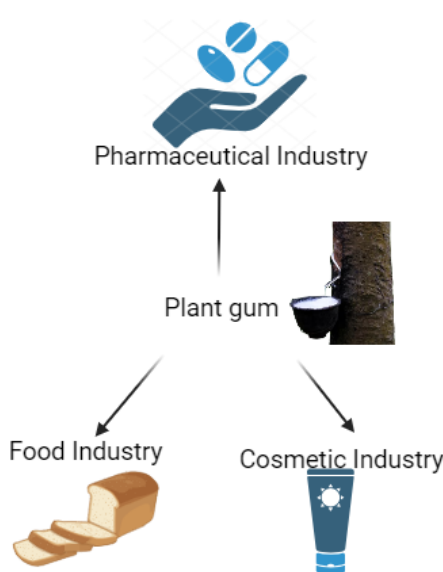 Pharmaceutical Industry
Plant gum
Food Industry
Cosmetic Industry